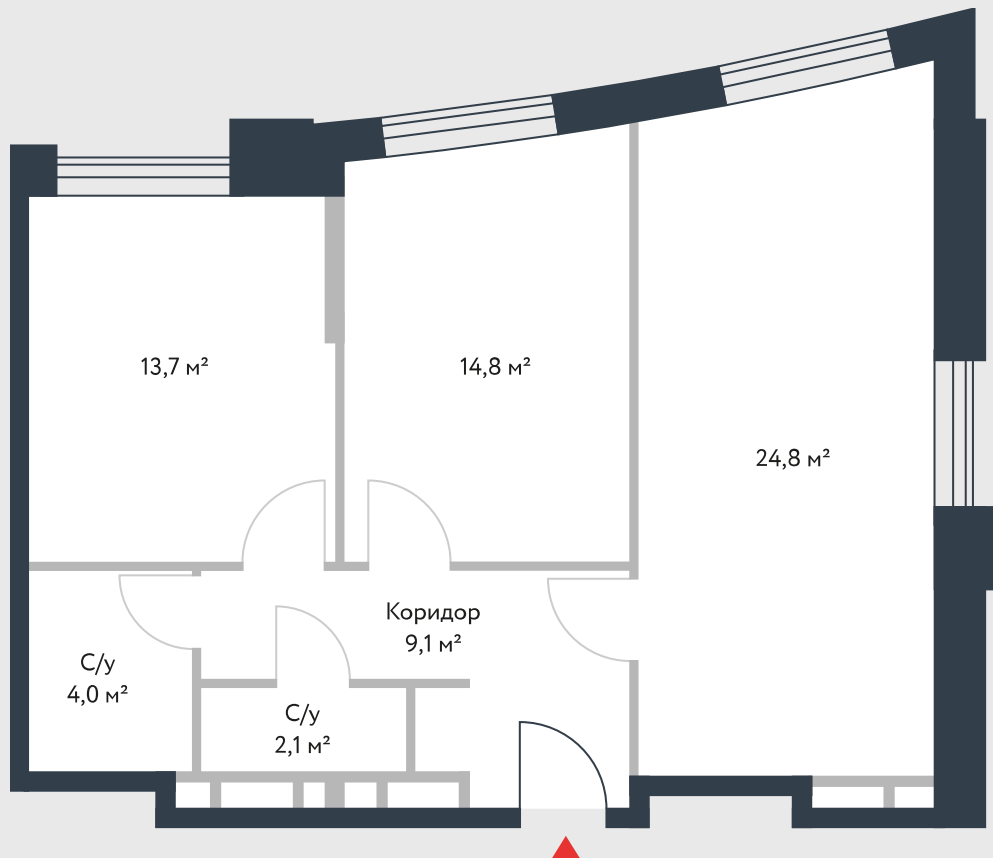 13,7 м²
14,8 м²
24,8 м²
Коридор
9,1 м²
С/у
4,0 м²
С/у
2,1 м²